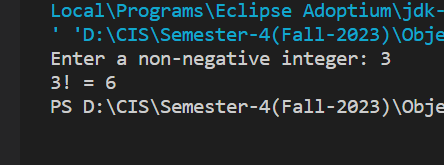 Local\Programs\Eclipse Adoptium\jdk-
' 'D:\CIS\Semester-4(Fall-2023)\Obje
Enter a non-negative integer: 3
3! = 6
PS D:\CIS\Semester-4(Fall-2023)\Obje